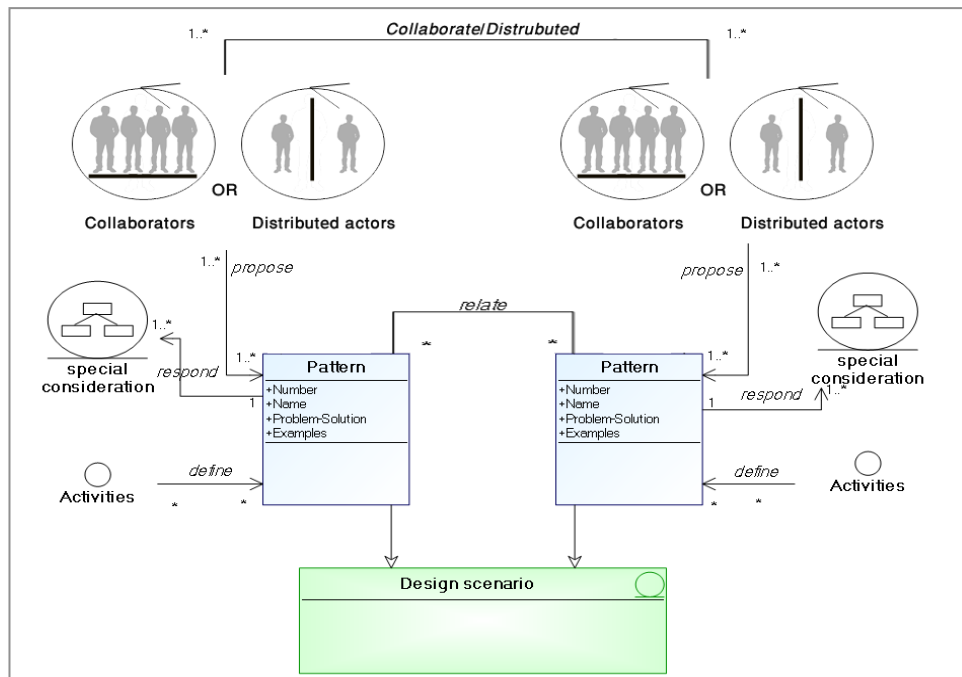 Collaborate/Distrubuted
1..*
1..*
OR
OR
Collaborators
Distributed actors
Collaborators
Distributed actors
1..*
propose
propose
1..*
relate
1..*
*
*
special
consideration
respond
1..*
1..*
special
consideration
1..*
respond
1
1
Pattern
+Number
+Name
+Problem-Solution
+Examples
Pattern
+Number
+Name
+Problem-Solution
+Examples
define
define
Activities
Activities
*
*
*
*
Design scenario